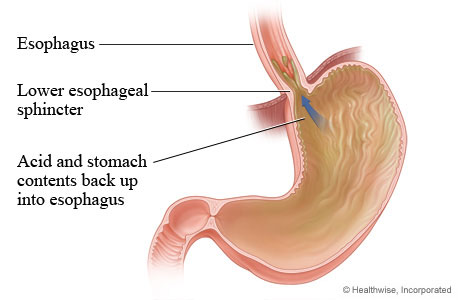 Esophagus
Lower esophageal
sphincter
Acid and stomach
contents back up
into esophagus
© Healthwise, Incorporated